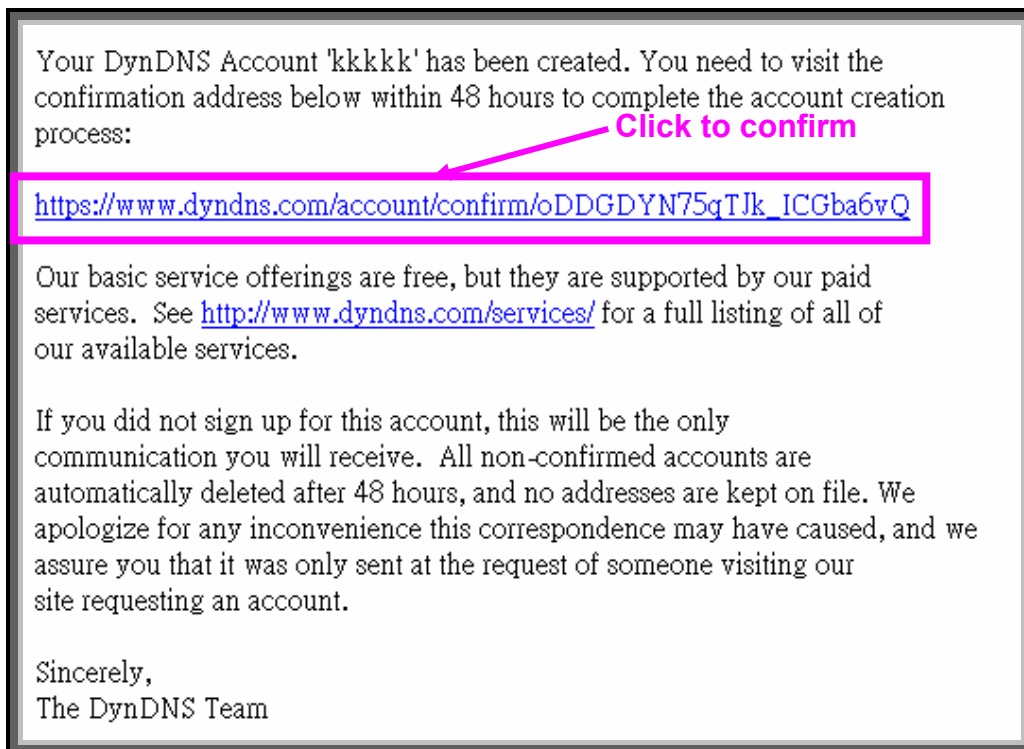 Your DynDNS Account 'kkkkk' has been created. You need to visit the
confirmation address below within 48 hours to complete the account creation
process:
Click to confirm
https://www.dyndns.com/account/confirm/oDDGDYN75qTJk_ICGba6vQ
Our basic service offerings are free, but they are supported by our paid
services.  See http://www.dyndns.com/services/ for a full listing of all of
our available services.
If you did not sign up for this account, this will be the only
communication you will receive.  All non-confirmed accounts are
automatically deleted after 48 hours, and no addresses are kept on file. We
apologize for any inconvenience this correspondence may have caused, and we
assure you that it was only sent at the request of someone visiting our
site requesting an account.
Sincerely,
The DynDNS Team